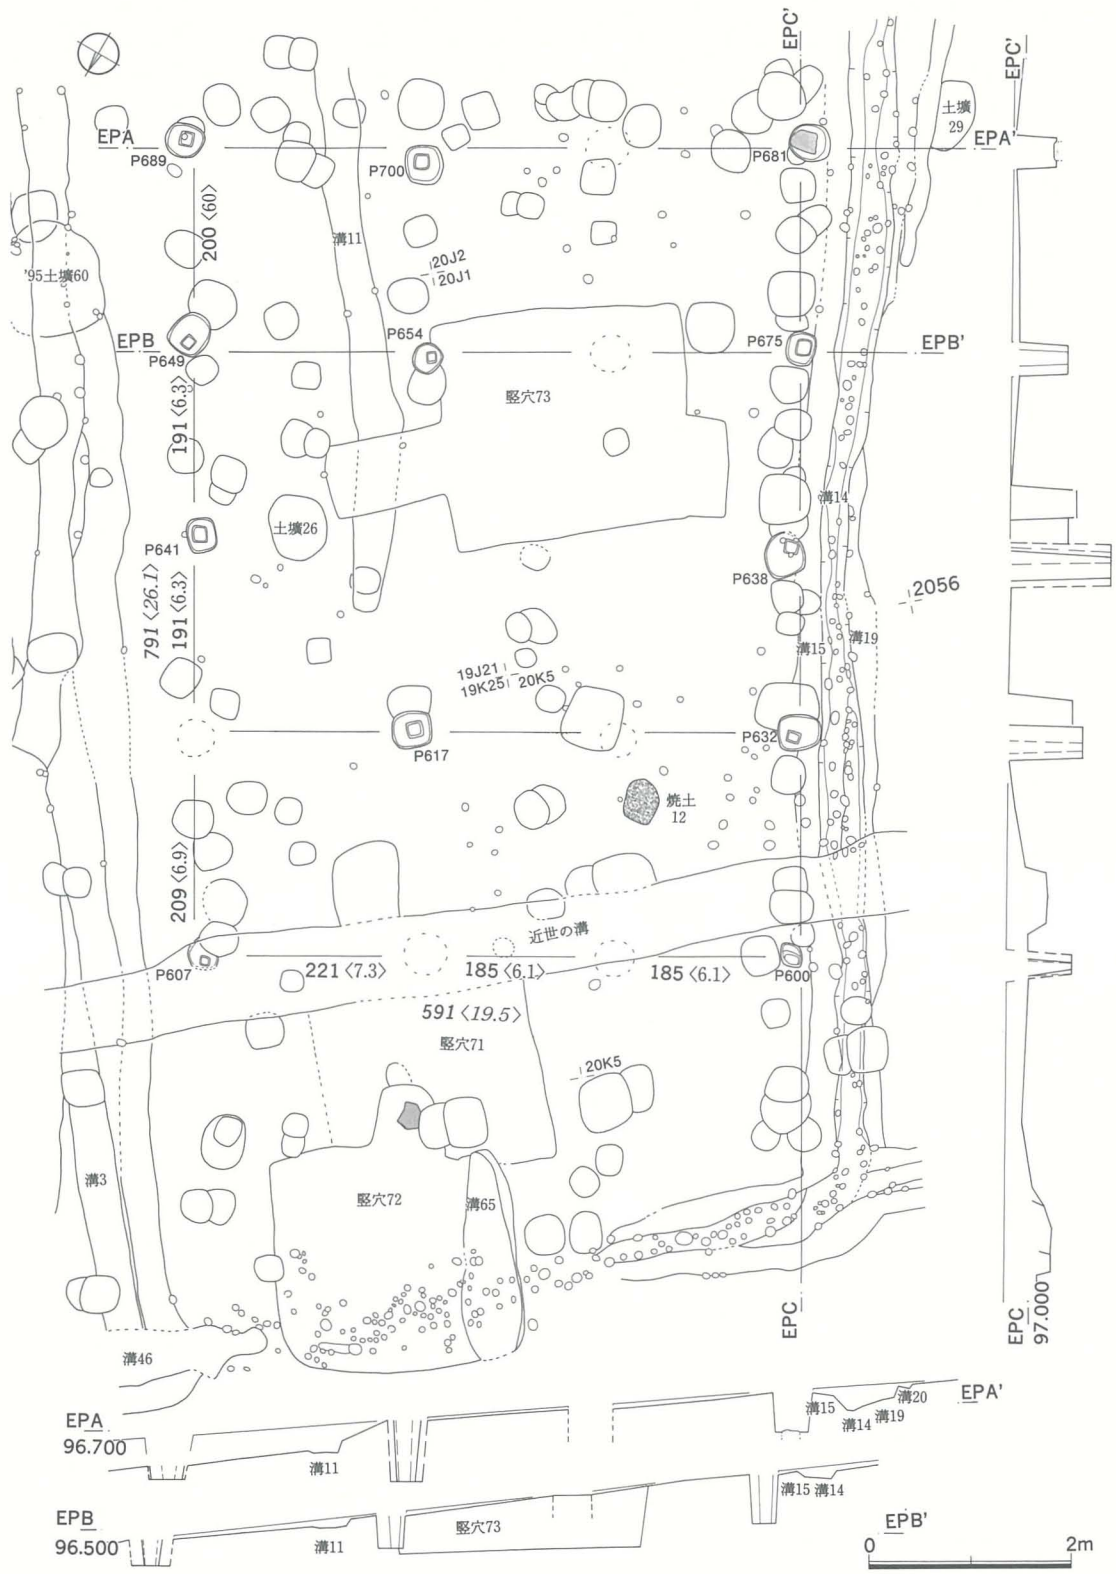 EPC'
EPC'
土壙
29
EPA
EPA'
P689
P700
P681
200〈60〉
溝11
20J2
20J1
'95土壙60
EPB
P649
P654
P675
EPB'
191〈6.3〉
竪穴73
溝14
土壙26
P641
P638
791〈26.1〉
191〈6.3〉
2056
溝15
溝19
19J21
19K25
20K5
P617
P632
焼土
12
209〈6.9〉
近世の溝
P607
221〈7.3〉
185〈6.1〉
185〈6.1〉
P600
591〈19.5〉
竪穴71
20K5
溝3
竪穴72
溝65
溝46
EPC
EPC
97.000
EPA
96.700
溝11
溝15
溝14
溝19
溝20
EPA'
EPB
96.500
溝11
竪穴73
溝15
溝14
EPB'
0
2m